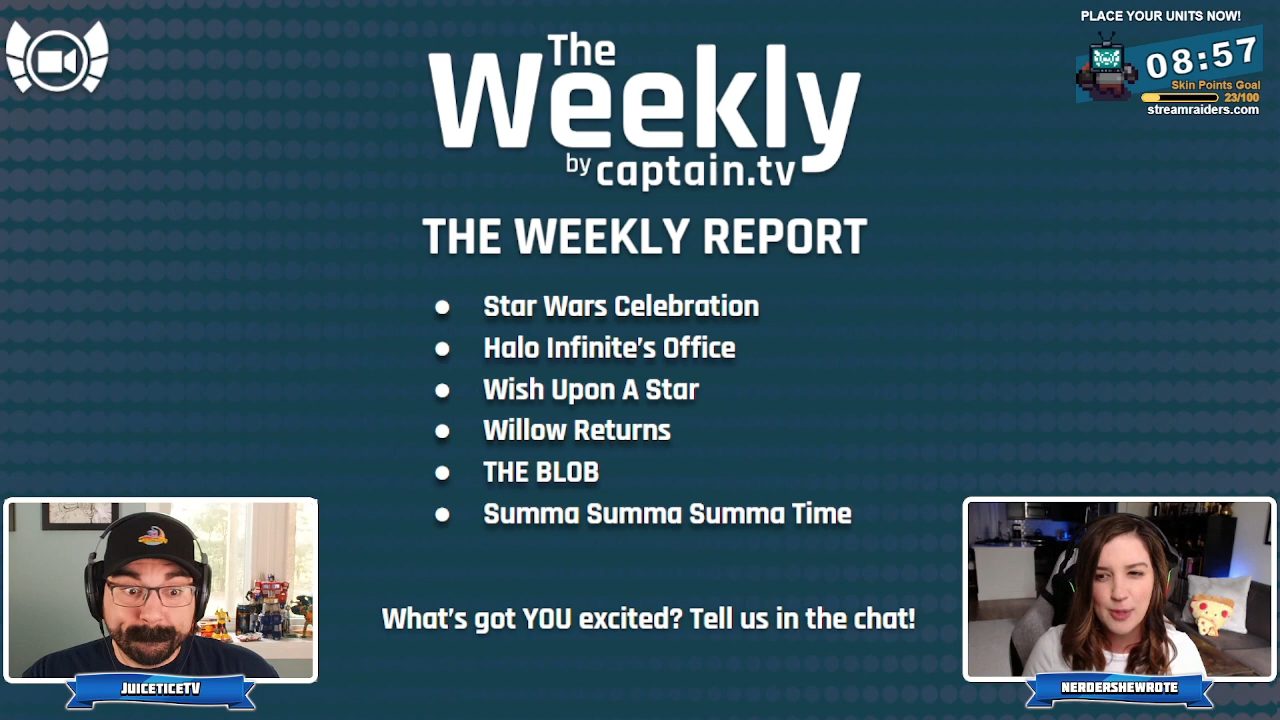 PLACE YOUR UNITS NOW!
08:57
Skin Points Goal
23/100
streamraiders.com
The
Weekly
by captain.tv
THE WEEKLY REPORT
● Star Wars Celebration
● Halo Infinite’s Office
● Wish Upon A Star
● Willow Returns
● THE BLOB
● Summa Summa Summa Time
What’s got YOU excited? Tell us in the chat!
JUICETICETV
NERDERSHEWROTE